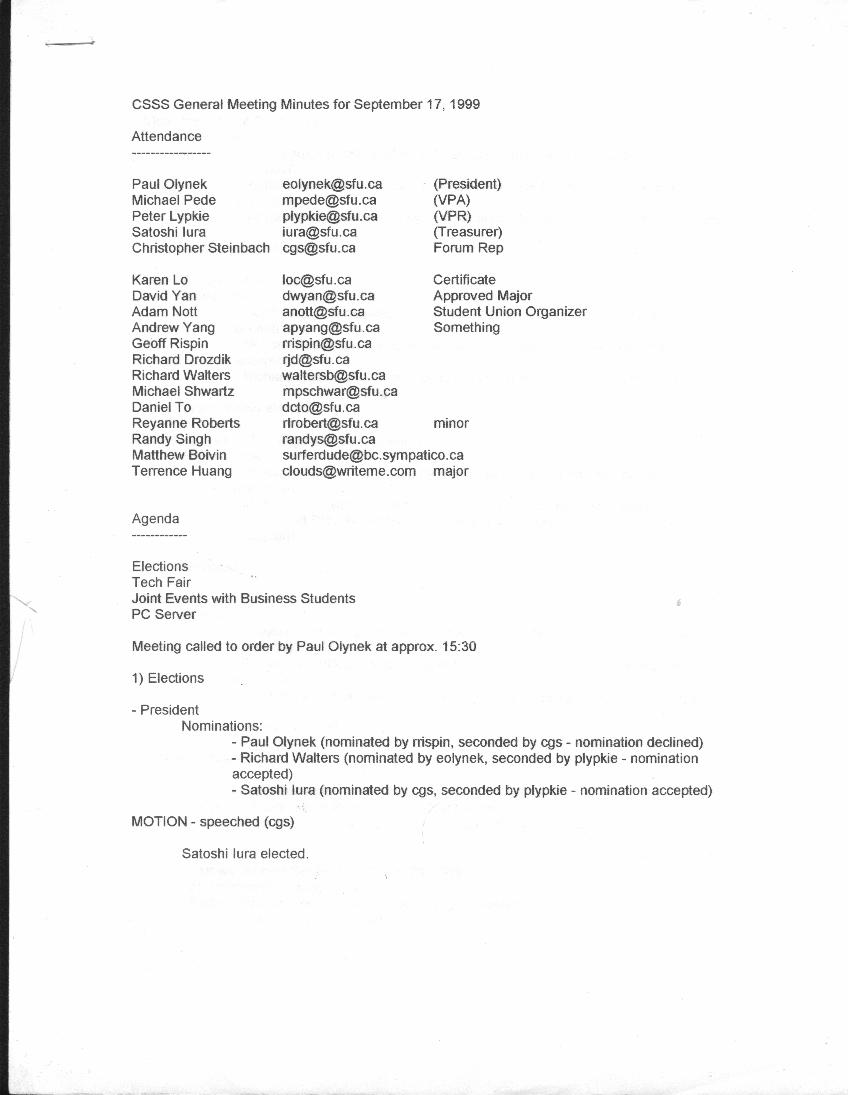 CSSS General Meeting Minutes for September 17, 1999
Attendance
-----------------
Paul Olynek eolynek@sfu.ca (President)
Michael Pede mpede@sfu.ca (VPA)
Peter Lypkie plypkie@sfu.ca (VPR)
Satoshi Iura iura@sfu.ca (Treasurer)
Christopher Steinbach cgs@sfu.ca Forum Rep
Karen Lo loc@sfu.ca Certificate
David Yan dwyan@sfu.ca Approved Major
Adam Nott anott@sfu.ca Student Union Organizer
Andrew Yang apyang@sfu.ca Something
Geoff Rispin rrispin@sfu.ca
Richard Drozdik rjd@sfu.ca
Richard Walters waltersb@sfu.ca
Michael Shwartz mpschwar@sfu.ca
Daniel To dcto@sfu.ca
Reyanne Roberts rlrobert@sfu.ca minor
Randy Singh randys@sfu.ca
Matthew Boivin surferdude@bc.sympatico.ca
Terrence Huang clouds@writeme.com major
Agenda
------------
Elections
Tech Fair
Joint Events with Business Students
PC Server
Meeting called to order by Paul Olynek at approx. 15:30
1) Elections
- President
Nominations:
- Paul Olynek (nominated by rrispin, seconded by cgs - nomination declined)
- Richard Walters (nominated by eolynek, seconded by plypkie - nomination
accepted)
- Satoshi Iura (nominated by cgs, seconded by plypkie - nomination accepted)
MOTION - speeched (cgs)
Satoshi Iura elected.